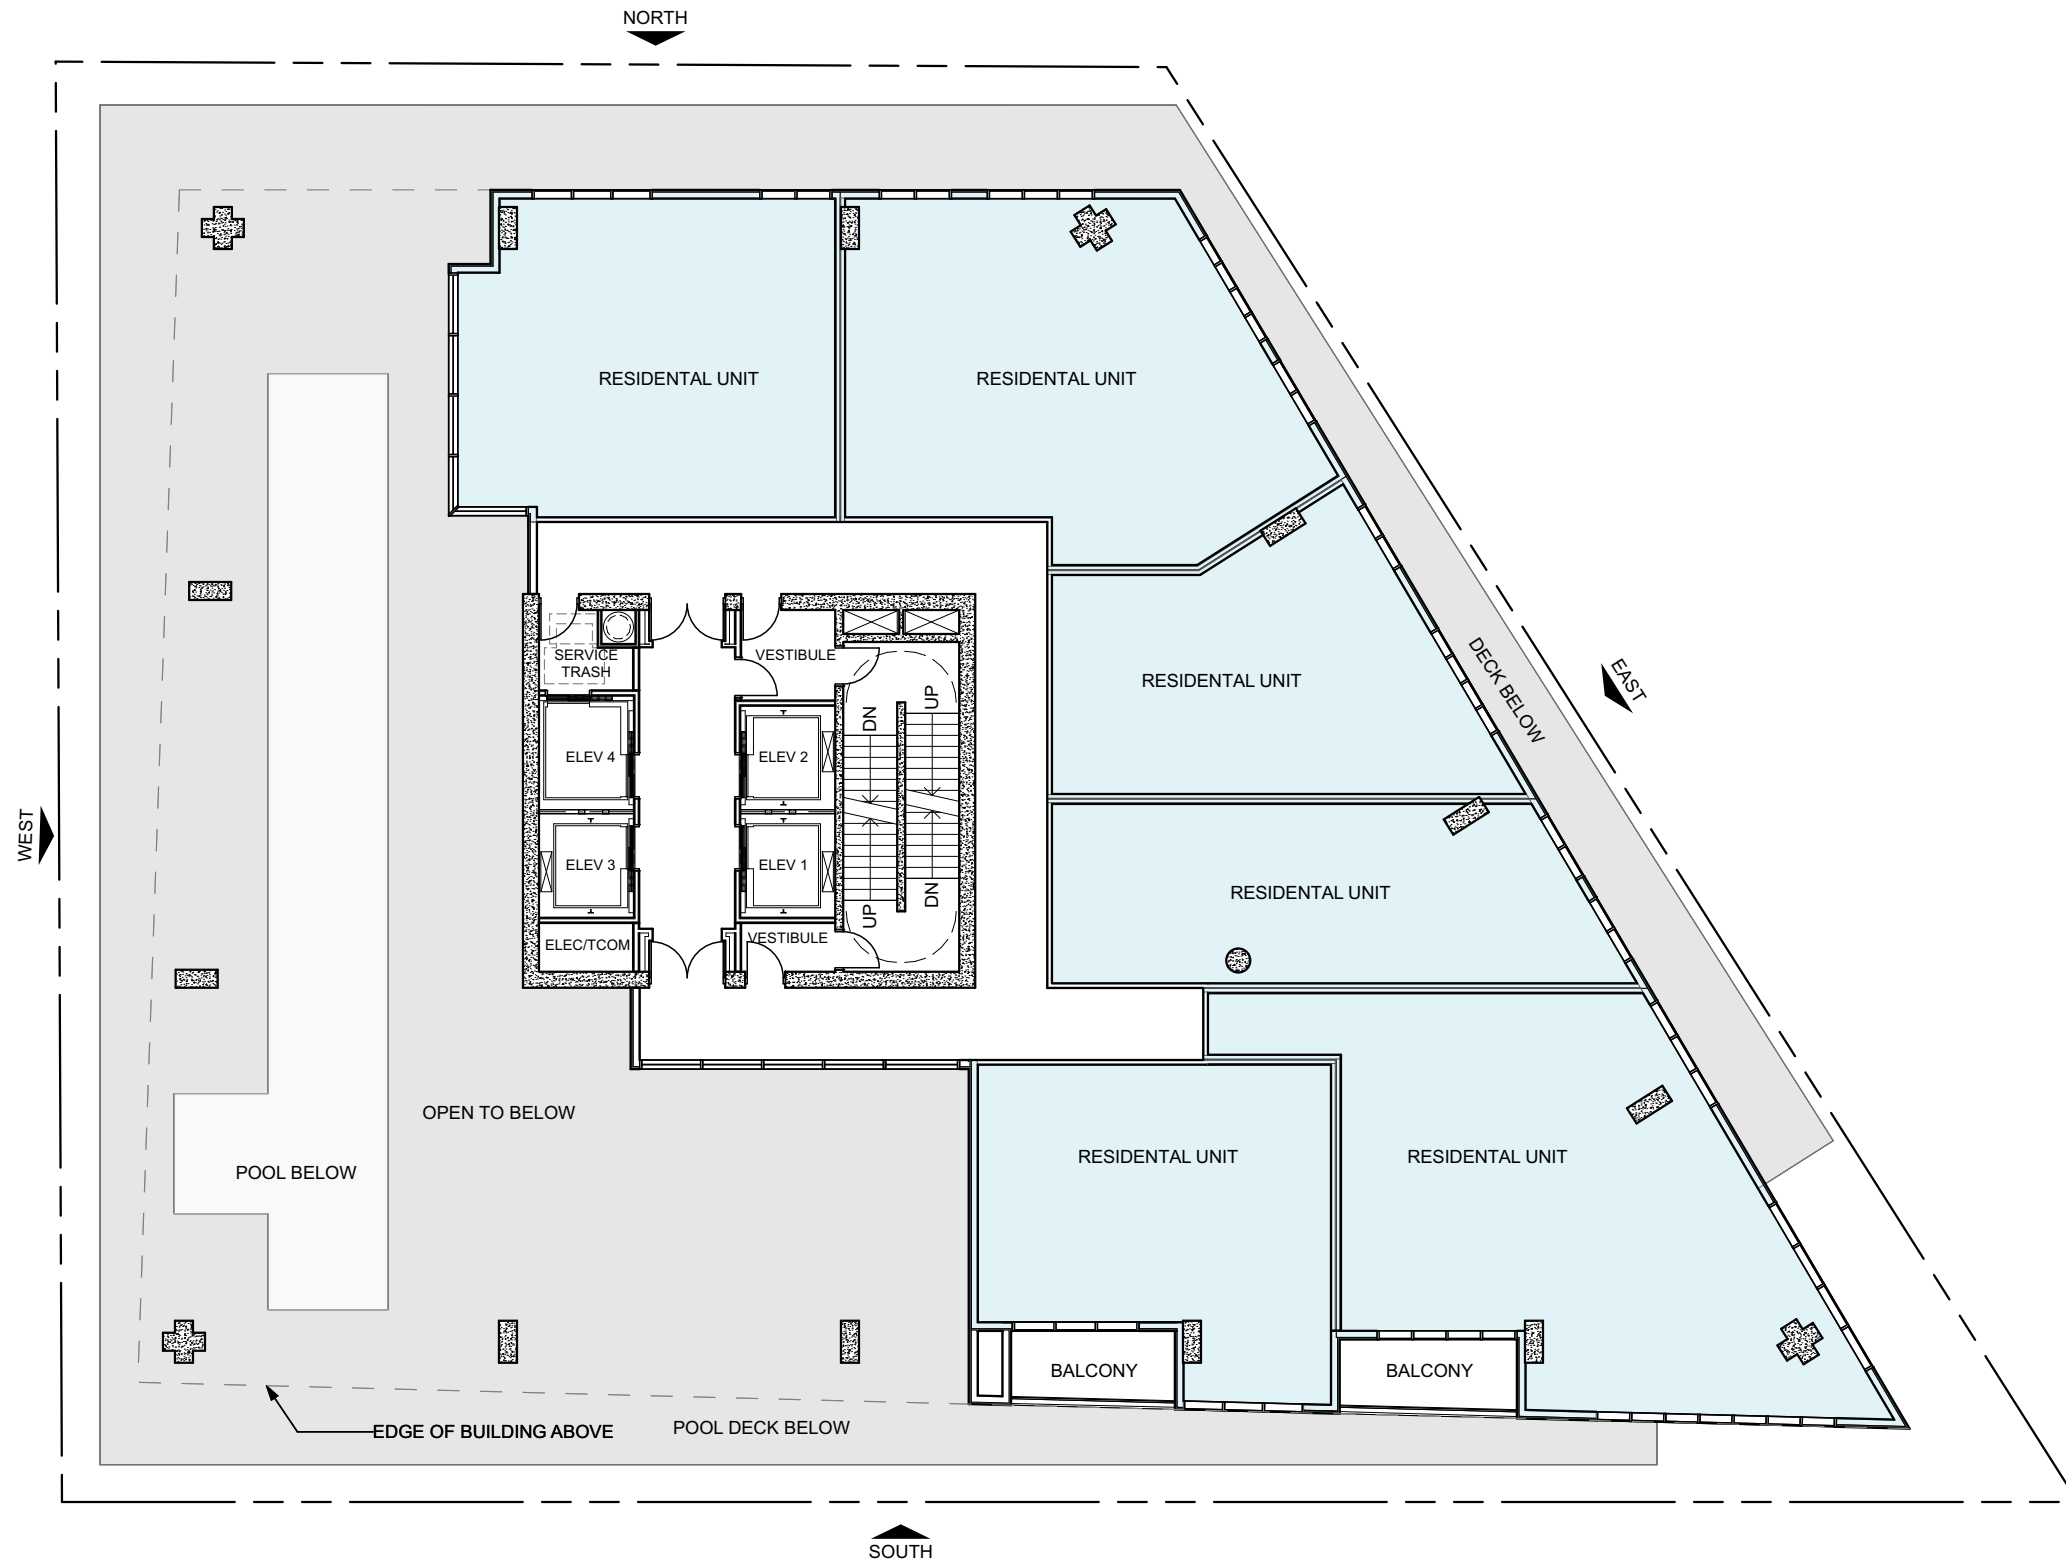 NORTH
RESIDENTAL UNIT
RESIDENTAL UNIT
SERVICE
TRASH
VESTIBULE
DN
UP
RESIDENTAL UNIT
DECK BELOW
EAST
ELEV 4
ELEV 2
WEST
ELEV 3
ELEV 1
UP
DN
RESIDENTAL UNIT
ELEC/TCOM
VESTIBULE
OPEN TO BELOW
POOL BELOW
RESIDENTAL UNIT
RESIDENTAL UNIT
BALCONY
BALCONY
EDGE OF BUILDING ABOVE
POOL DECK BELOW
SOUTH